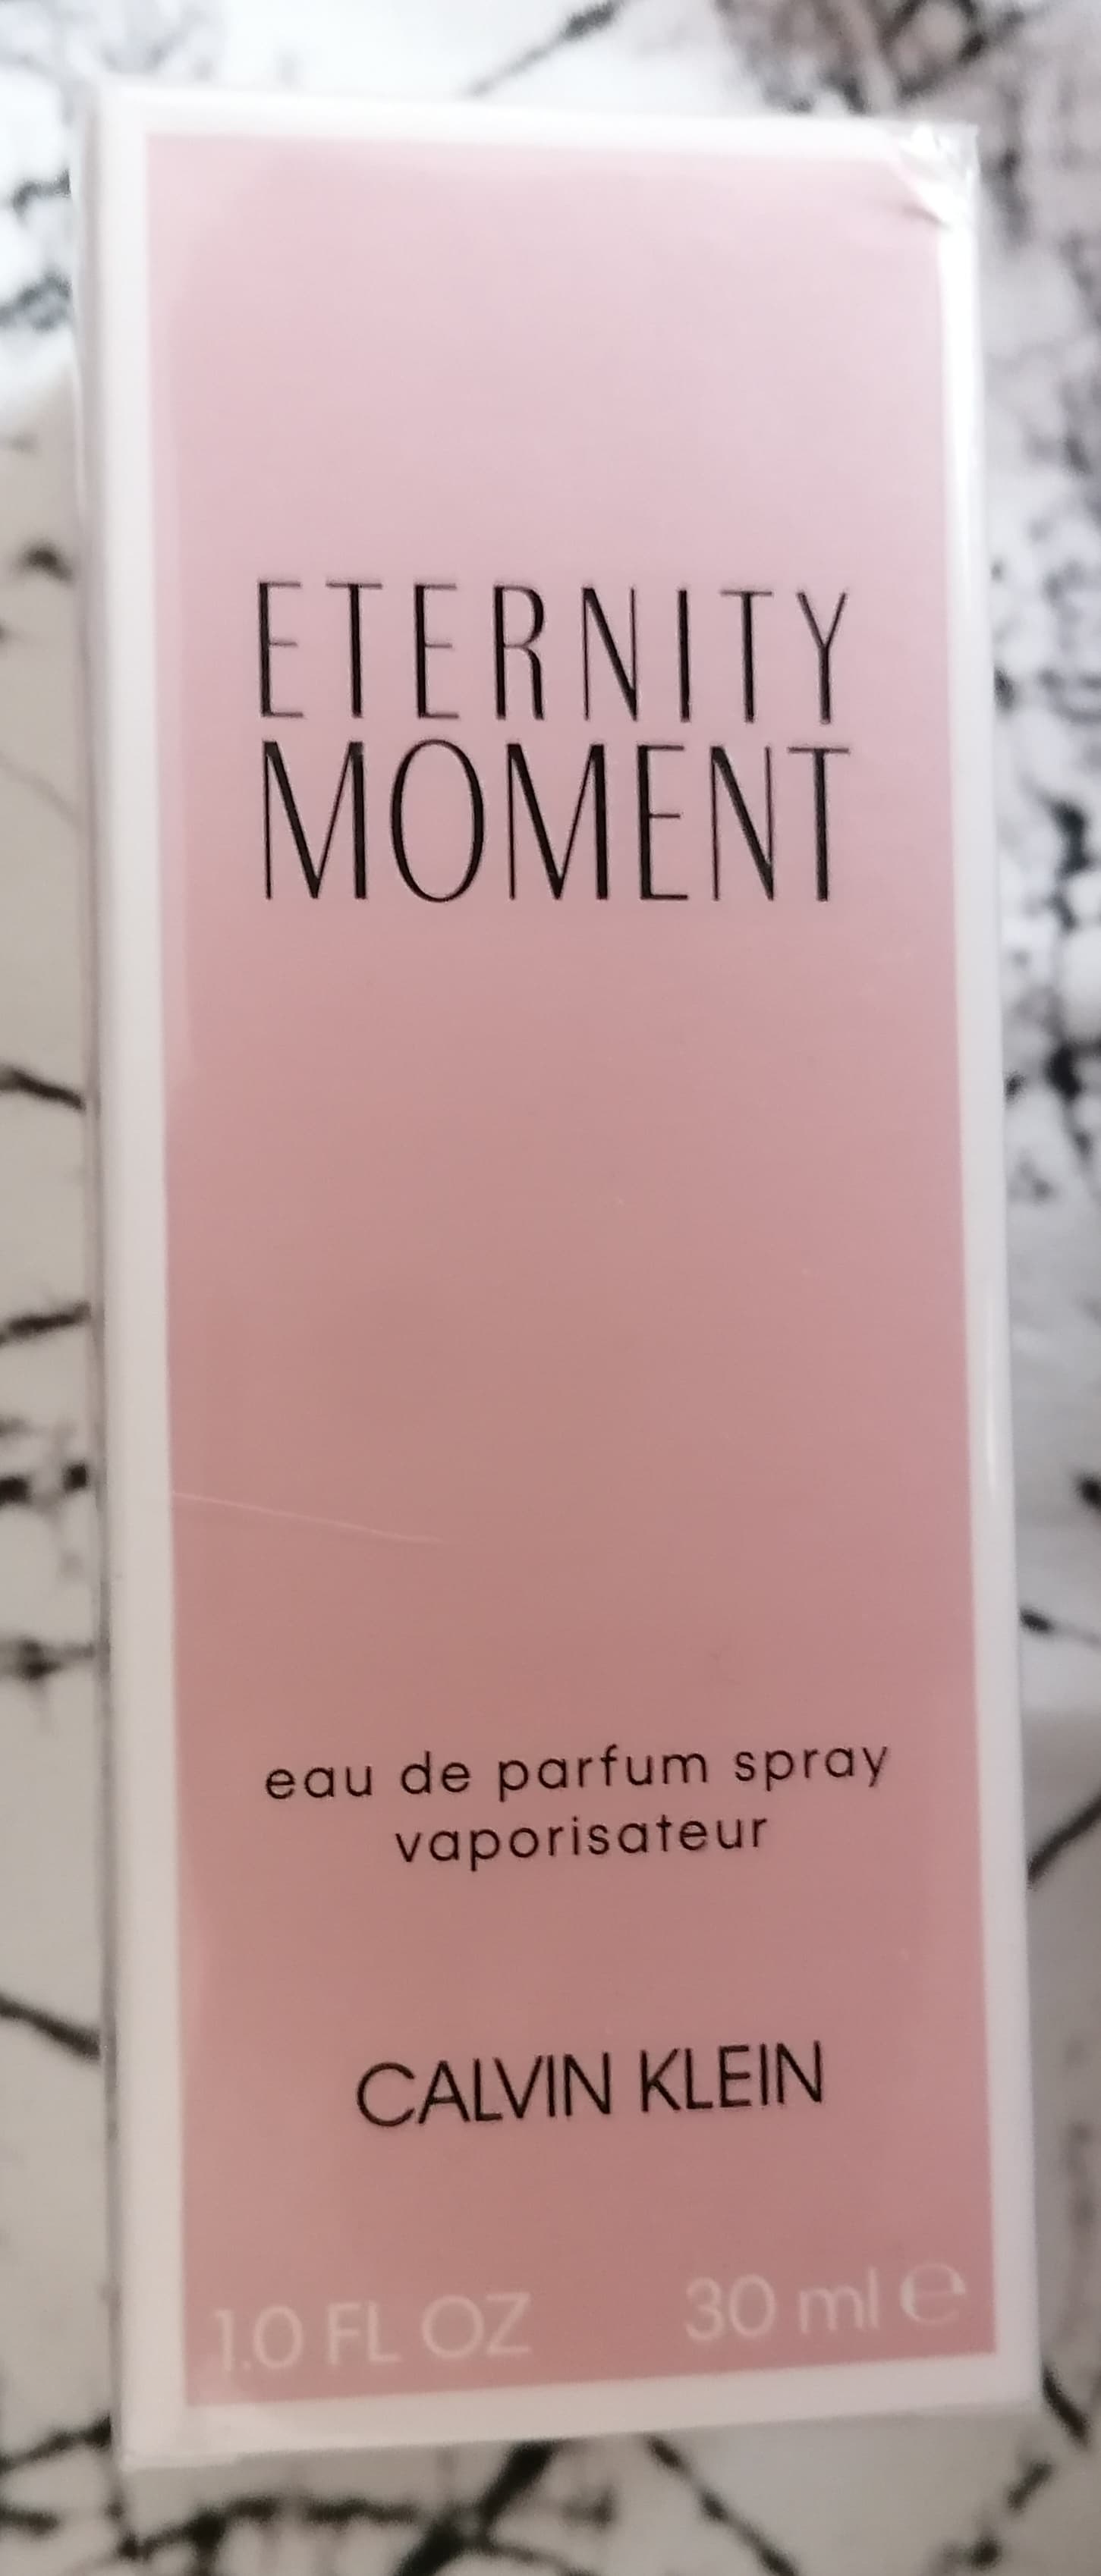 ETERNITY
MOMENT
eau de parfum spray
vaporisateur
CALVIN KLEIN
1.0 FL OZ 30 ml ℮